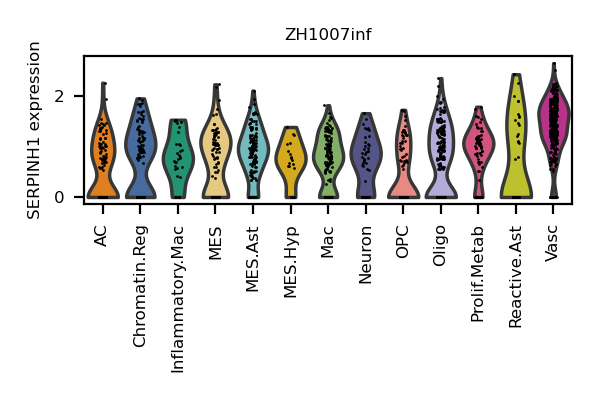 ZH1007inf
SERPINH1 expression
2
0
AC
Chromatin.Reg
Inflammatory.Mac
MES
MES.Ast
MES.Hyp
Mac
Neuron
OPC
Oligo
Prolif.Metab
Reactive.Ast
Vasc